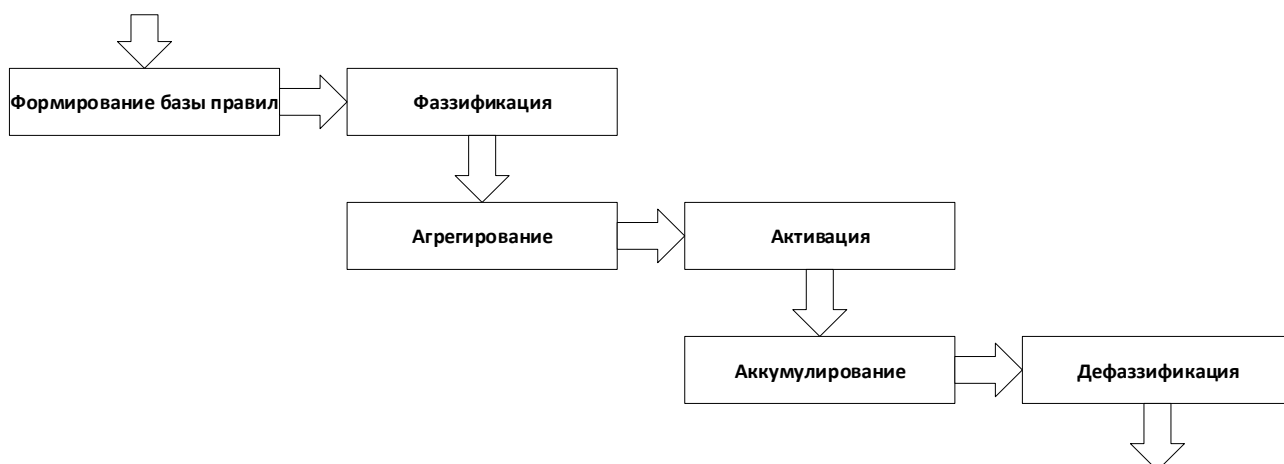 Формирование базы правил
Фаззификация
Агрегирование
Активация
Аккумулирование
Дефаззификация